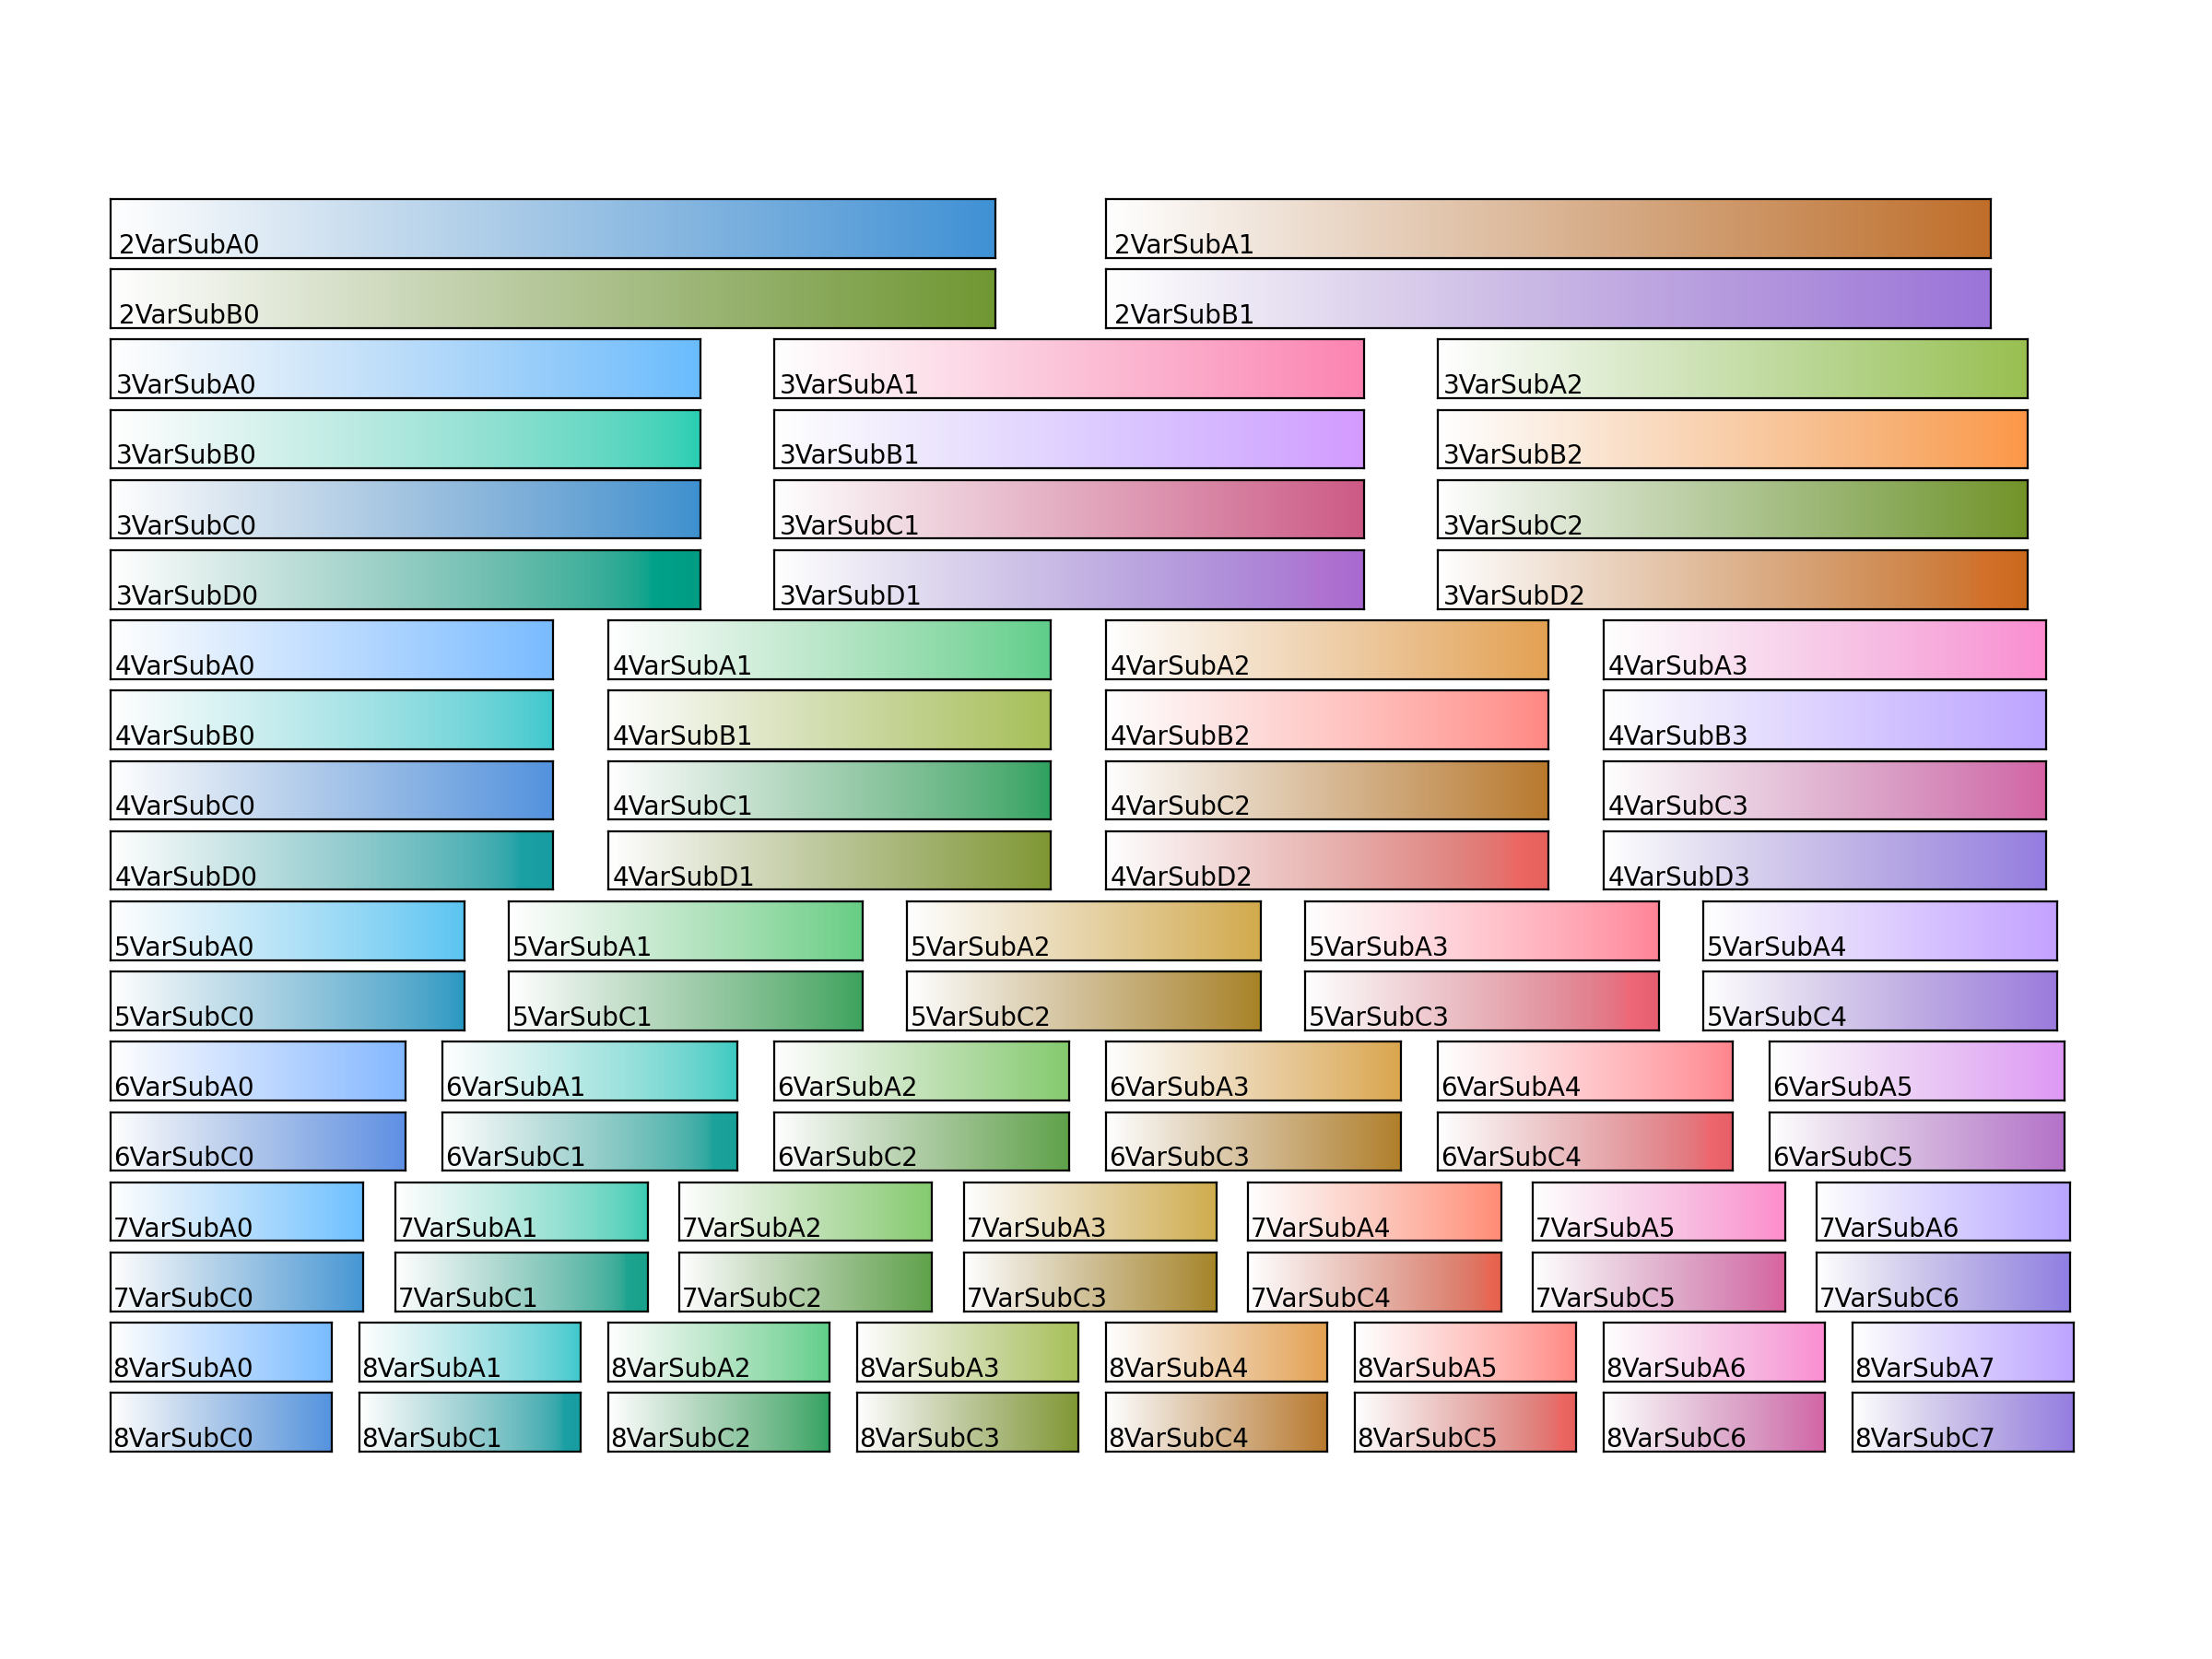 2VarSubA0 2VarSubA1
2VarSubB0 2VarSubB1
3VarSubA0 3VarSubA1 3VarSubA2
3VarSubB0 3VarSubB1 3VarSubB2
3VarSubC0 3VarSubC1 3VarSubC2
3VarSubD0 3VarSubD1 3VarSubD2
4VarSubA0 4VarSubA1 4VarSubA2 4VarSubA3
4VarSubB0 4VarSubB1 4VarSubB2 4VarSubB3
4VarSubC0 4VarSubC1 4VarSubC2 4VarSubC3
4VarSubD0 4VarSubD1 4VarSubD2 4VarSubD3
5VarSubA0 5VarSubA1 5VarSubA2 5VarSubA3 5VarSubA4
5VarSubC0 5VarSubC1 5VarSubC2 5VarSubC3 5VarSubC4
6VarSubA0 6VarSubA1 6VarSubA2 6VarSubA3 6VarSubA4 6VarSubA5
6VarSubC0 6VarSubC1 6VarSubC2 6VarSubC3 6VarSubC4 6VarSubC5
7VarSubA0 7VarSubA1 7VarSubA2 7VarSubA3 7VarSubA4 7VarSubA5 7VarSubA6
7VarSubC0 7VarSubC1 7VarSubC2 7VarSubC3 7VarSubC4 7VarSubC5 7VarSubC6
8VarSubA0 8VarSubA1 8VarSubA2 8VarSubA3 8VarSubA4 8VarSubA5 8VarSubA6 8VarSubA7
8VarSubC0 8VarSubC1 8VarSubC2 8VarSubC3 8VarSubC4 8VarSubC5 8VarSubC6 8VarSubC7